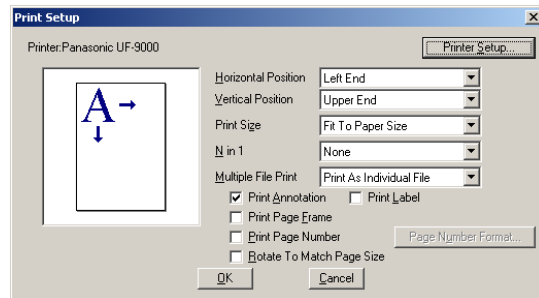 Print Setup
Printer:Panasonic UF-9000
Printer Setup...
A
Horizontal Position Left End
Vertical Position Upper End
Print Size Fit To Paper Size
N in 1 None
Multiple File Print Print As Individual File
Print Annotation Print Label
Print Page Frame
Print Page Number Page Number Format...
Rotate To Match Page Size
OK Cancel